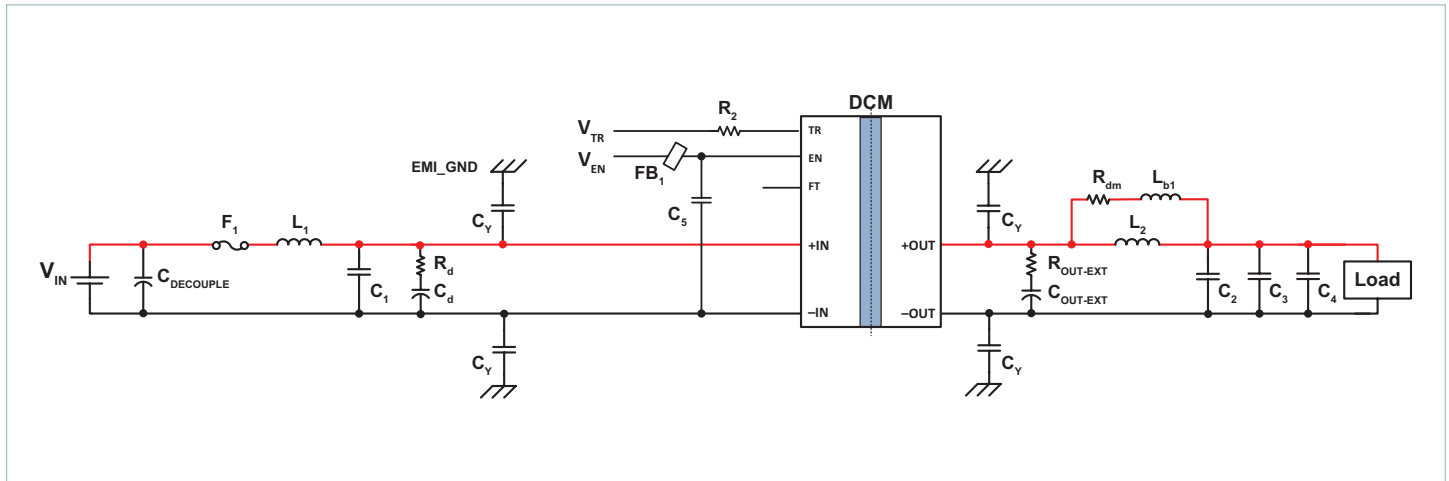 DCM
R2
VTR
TR
VEN
EN
FB1
FT
EMI_GND
CY
C5
CY
Rdm
Lb1
F1
L1
L2
+IN
+OUT
VIN
CDECOUPLE
C1
Rd
Cd
ROUT-EXT
COUT-EXT
C2
C3
C4
Load
–IN
–OUT
CY
CY